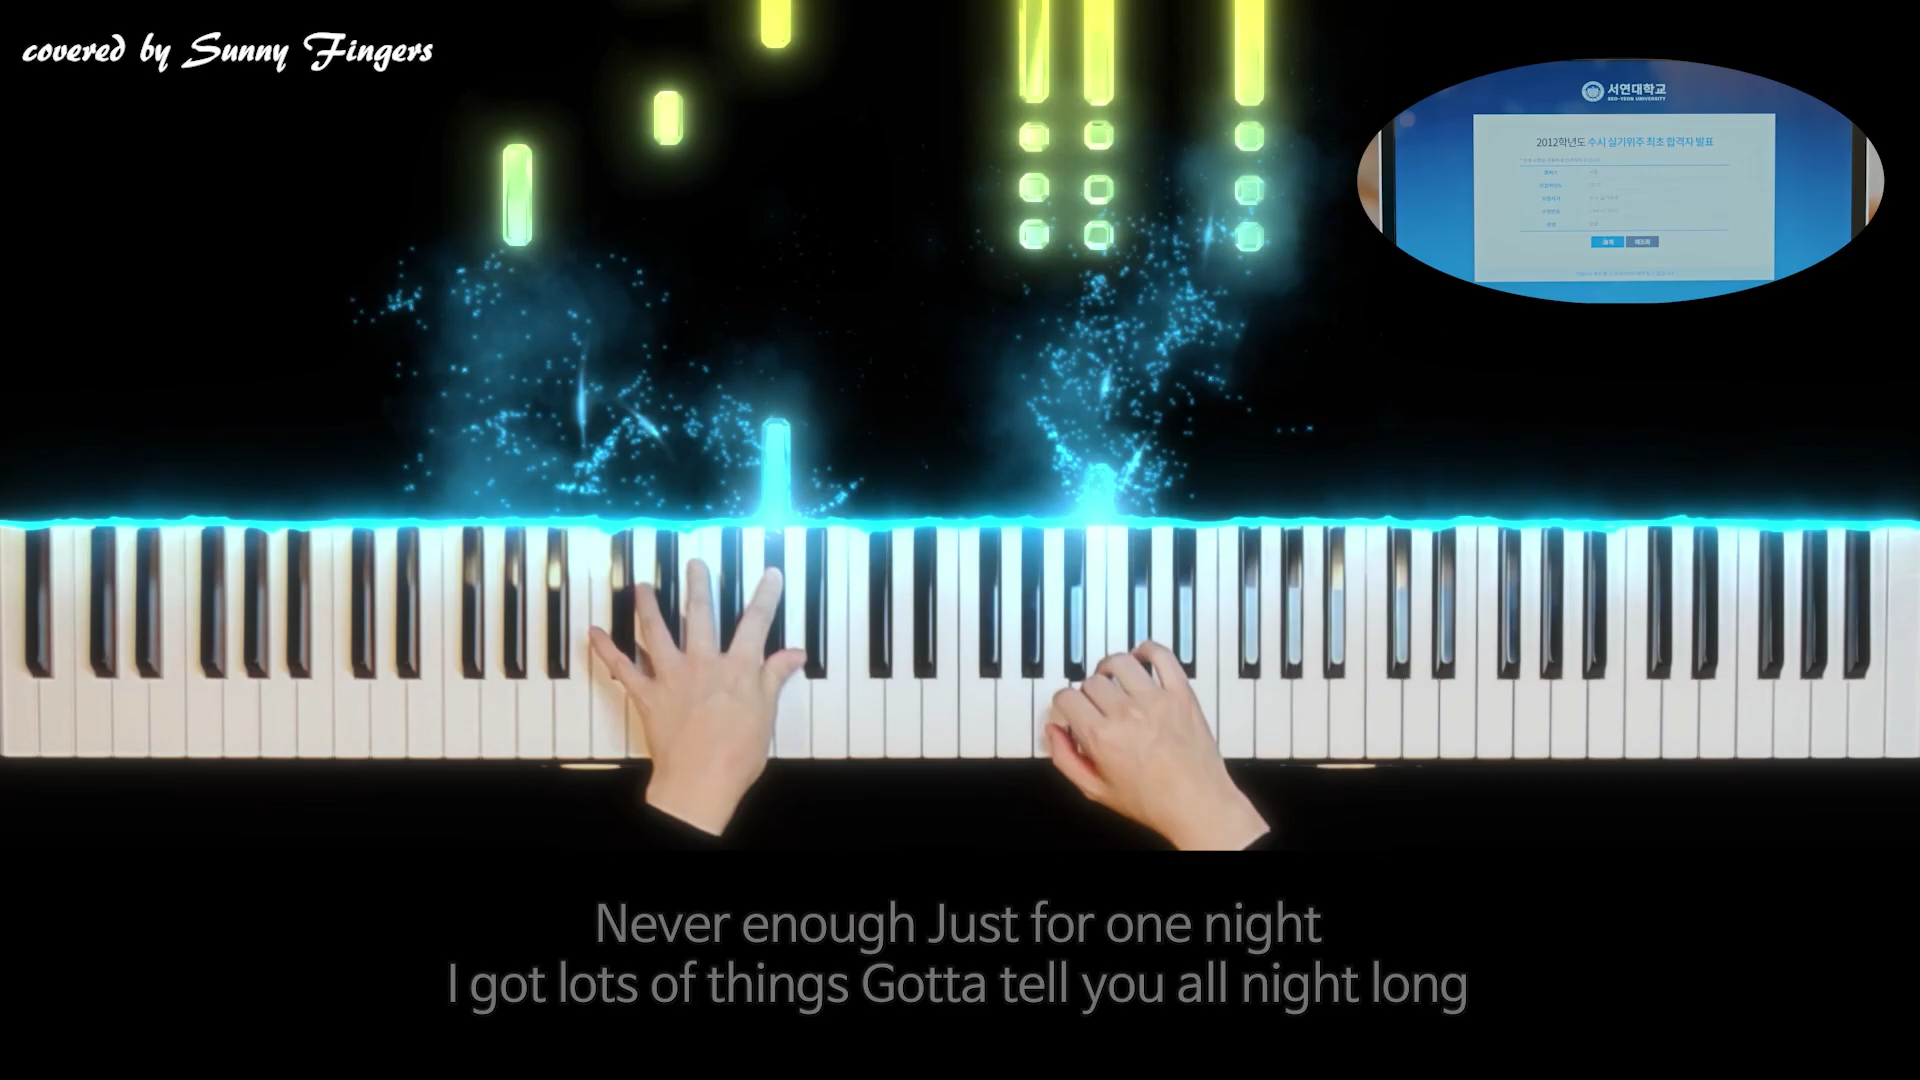 covered by Sunny Fingers
서연대학교
SEO-YEON UNIVERSITY
2012학년도 수시 실기위주 최초 합격자 발표
Never enough Just for one night
I got lots of things Gotta tell you all night long